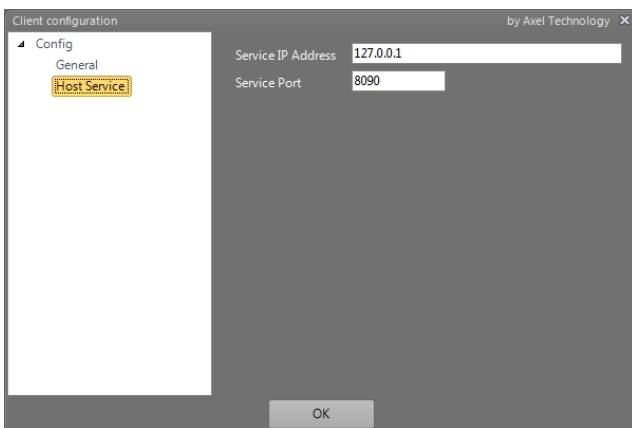 Client configuration by Axel Technology
Config
General
Host Service
Service IP Address 127.0.0.1
Service Port 8090
OK